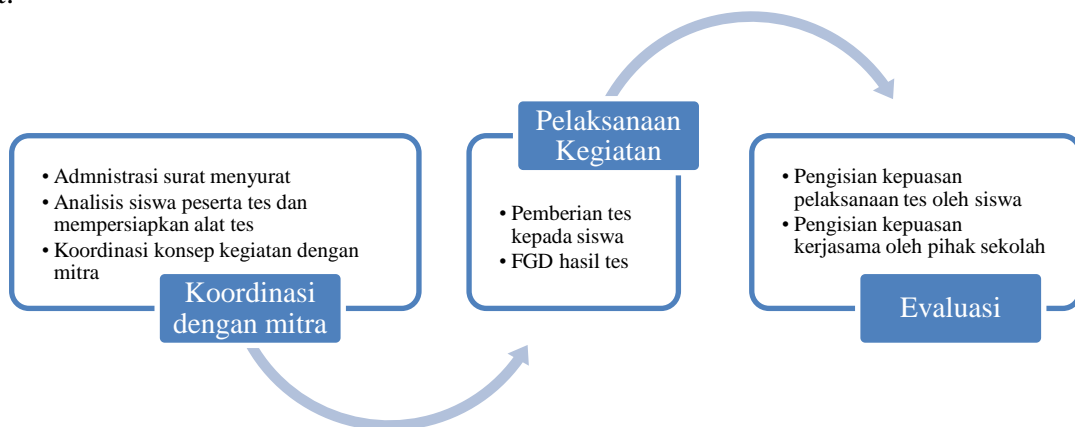 • Admnistrasi surat menyurat
• Analisis siswa peserta tes dan
mempersiapkan alat tes
• Koordinasi konsep kegiatan dengan
mitra
Koordinasi
dengan mitra
Pelaksanaan
Kegiatan
• Pemberian tes
kepada siswa
• FGD hasil tes
• Pengisian kepuasan
pelaksanaan tes oleh siswa
• Pengisian kepuasan
kerjasama oleh pihak sekolah
Evaluasi